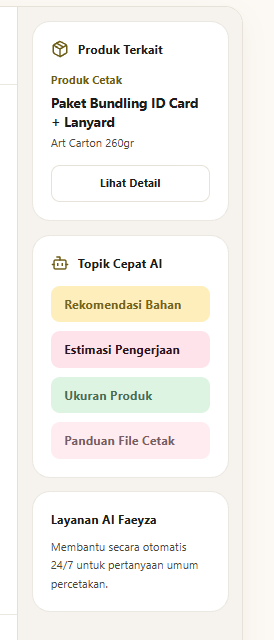 Produk Terkait
Produk Cetak
Paket Bundling ID Card
+ Lanyard
Art Carton 260gr
Lihat Detail
Topik Cepat AI
Rekomendasi Bahan
Estimasi Pengerjaan
Ukuran Produk
Panduan File Cetak
Layanan AI Faeyza
Membantu secara otomatis
24/7 untuk pertanyaan umum
percetakan.